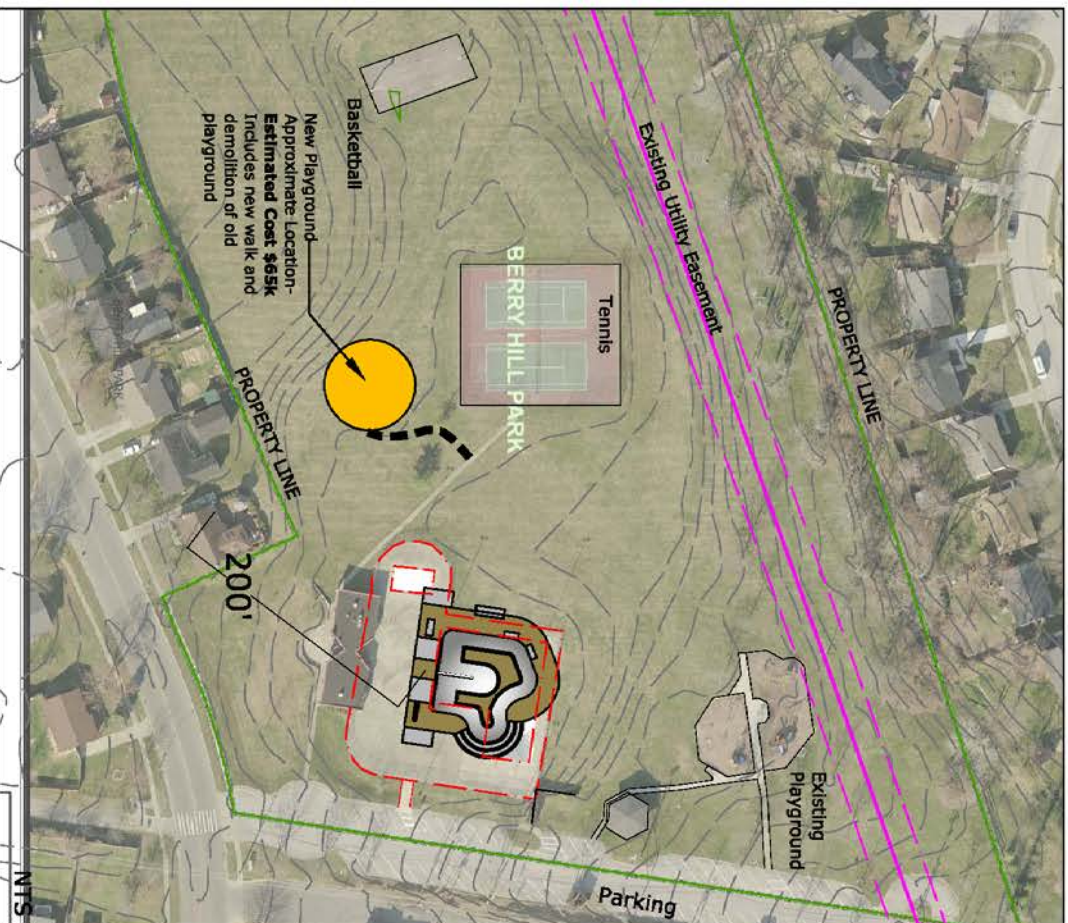 Existing Utility Easement
PROPERTY LINE
Basketball
New Playground
Approximate Location-
Estimated Cost $65k
Includes new walk and
demolition of old
playground
Tennis
BERRY HILL PARK
PROPERTY LINE
200'
Existing
Playground
Parking
NTS